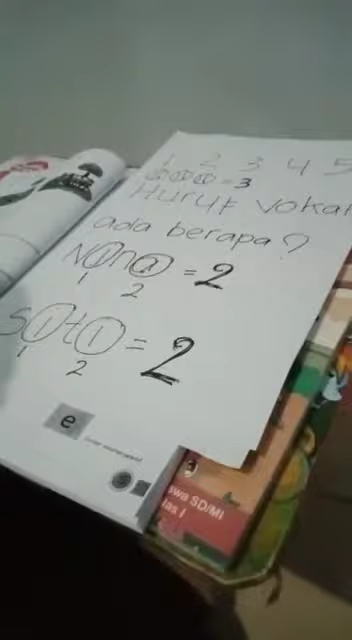 1 2 3 4 5
= 3
Huruf vokal
ada berapa?
Nina = 2
1 2
Siti = 2
1 2
e
swa SD/MI
las I